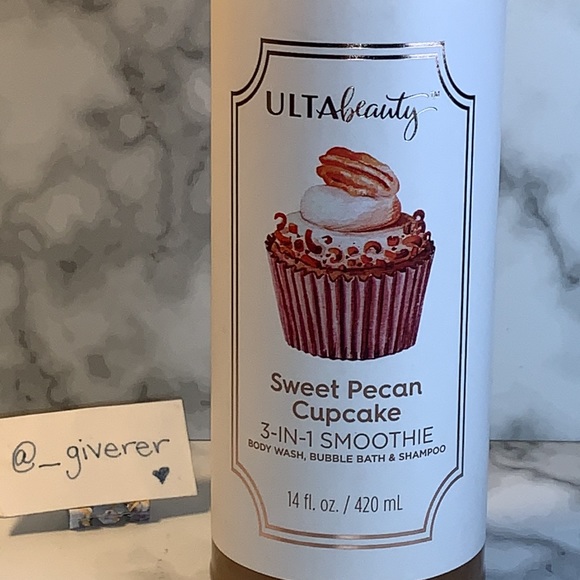 ULTAbeauty
Sweet Pecan
Cupcake
3-IN-1 SMOOTHIE
BODY WASH, BUBBLE BATH & SHAMPOO
14 fl. oz. / 420 mL
@_giverer